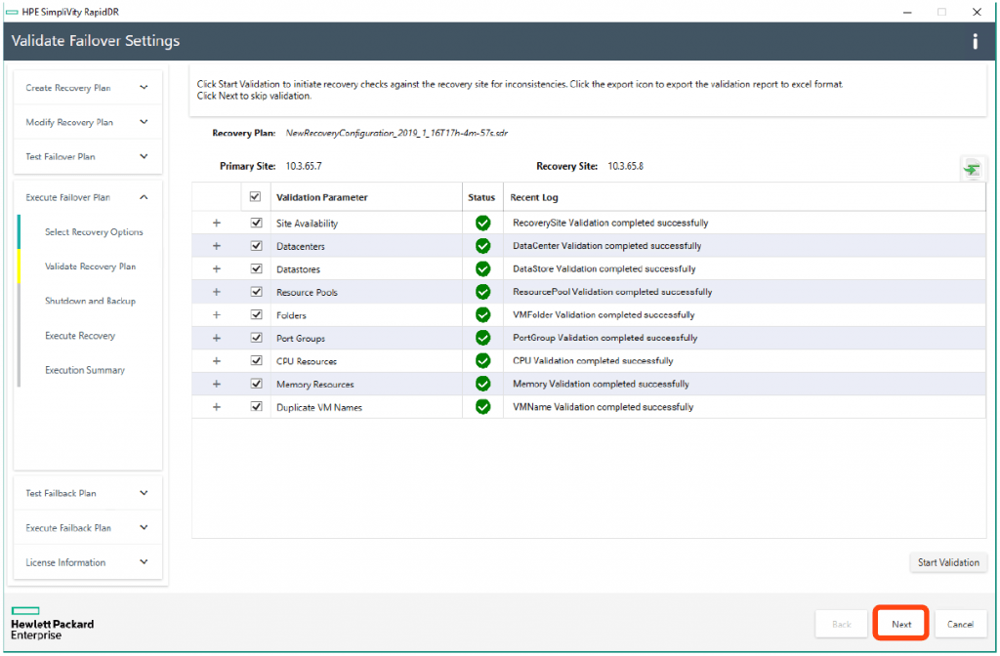 HPE SimpliVity RapidDR
Validate Failover Settings
Create Recovery Plan
Modify Recovery Plan
Test Failover Plan
Execute Failover Plan
Select Recovery Options
Validate Recovery Plan
Shutdown and Backup
Execute Recovery
Execution Summary
Test Failback Plan
Execute Failback Plan
License Information
Click Start Validation to initiate recovery checks against the recovery site for inconsistencies. Click the export icon to export the validation report to excel format.
Click Next to skip validation.
Recovery Plan: NewRecoveryConfiguration_2019_1_16T17h-4m-57s.sdr
Primary Site: 10.3.65.7 Recovery Site: 10.3.65.8
Validation Parameter Status Recent Log
+ Site Availability RecoverySite Validation completed successfully
+ Datacenters DataCenter Validation completed successfully
+ Datastores DataStore Validation completed successfully
+ Resource Pools ResourcePool Validation completed successfully
+ Folders VMFolder Validation completed successfully
+ Port Groups PortGroup Validation completed successfully
+ CPU Resources CPU Validation completed successfully
+ Memory Resources Memory Validation completed successfully
+ Duplicate VM Names VMName Validation completed successfully
Start Validation
Hewlett Packard
Enterprise
Back Next Cancel